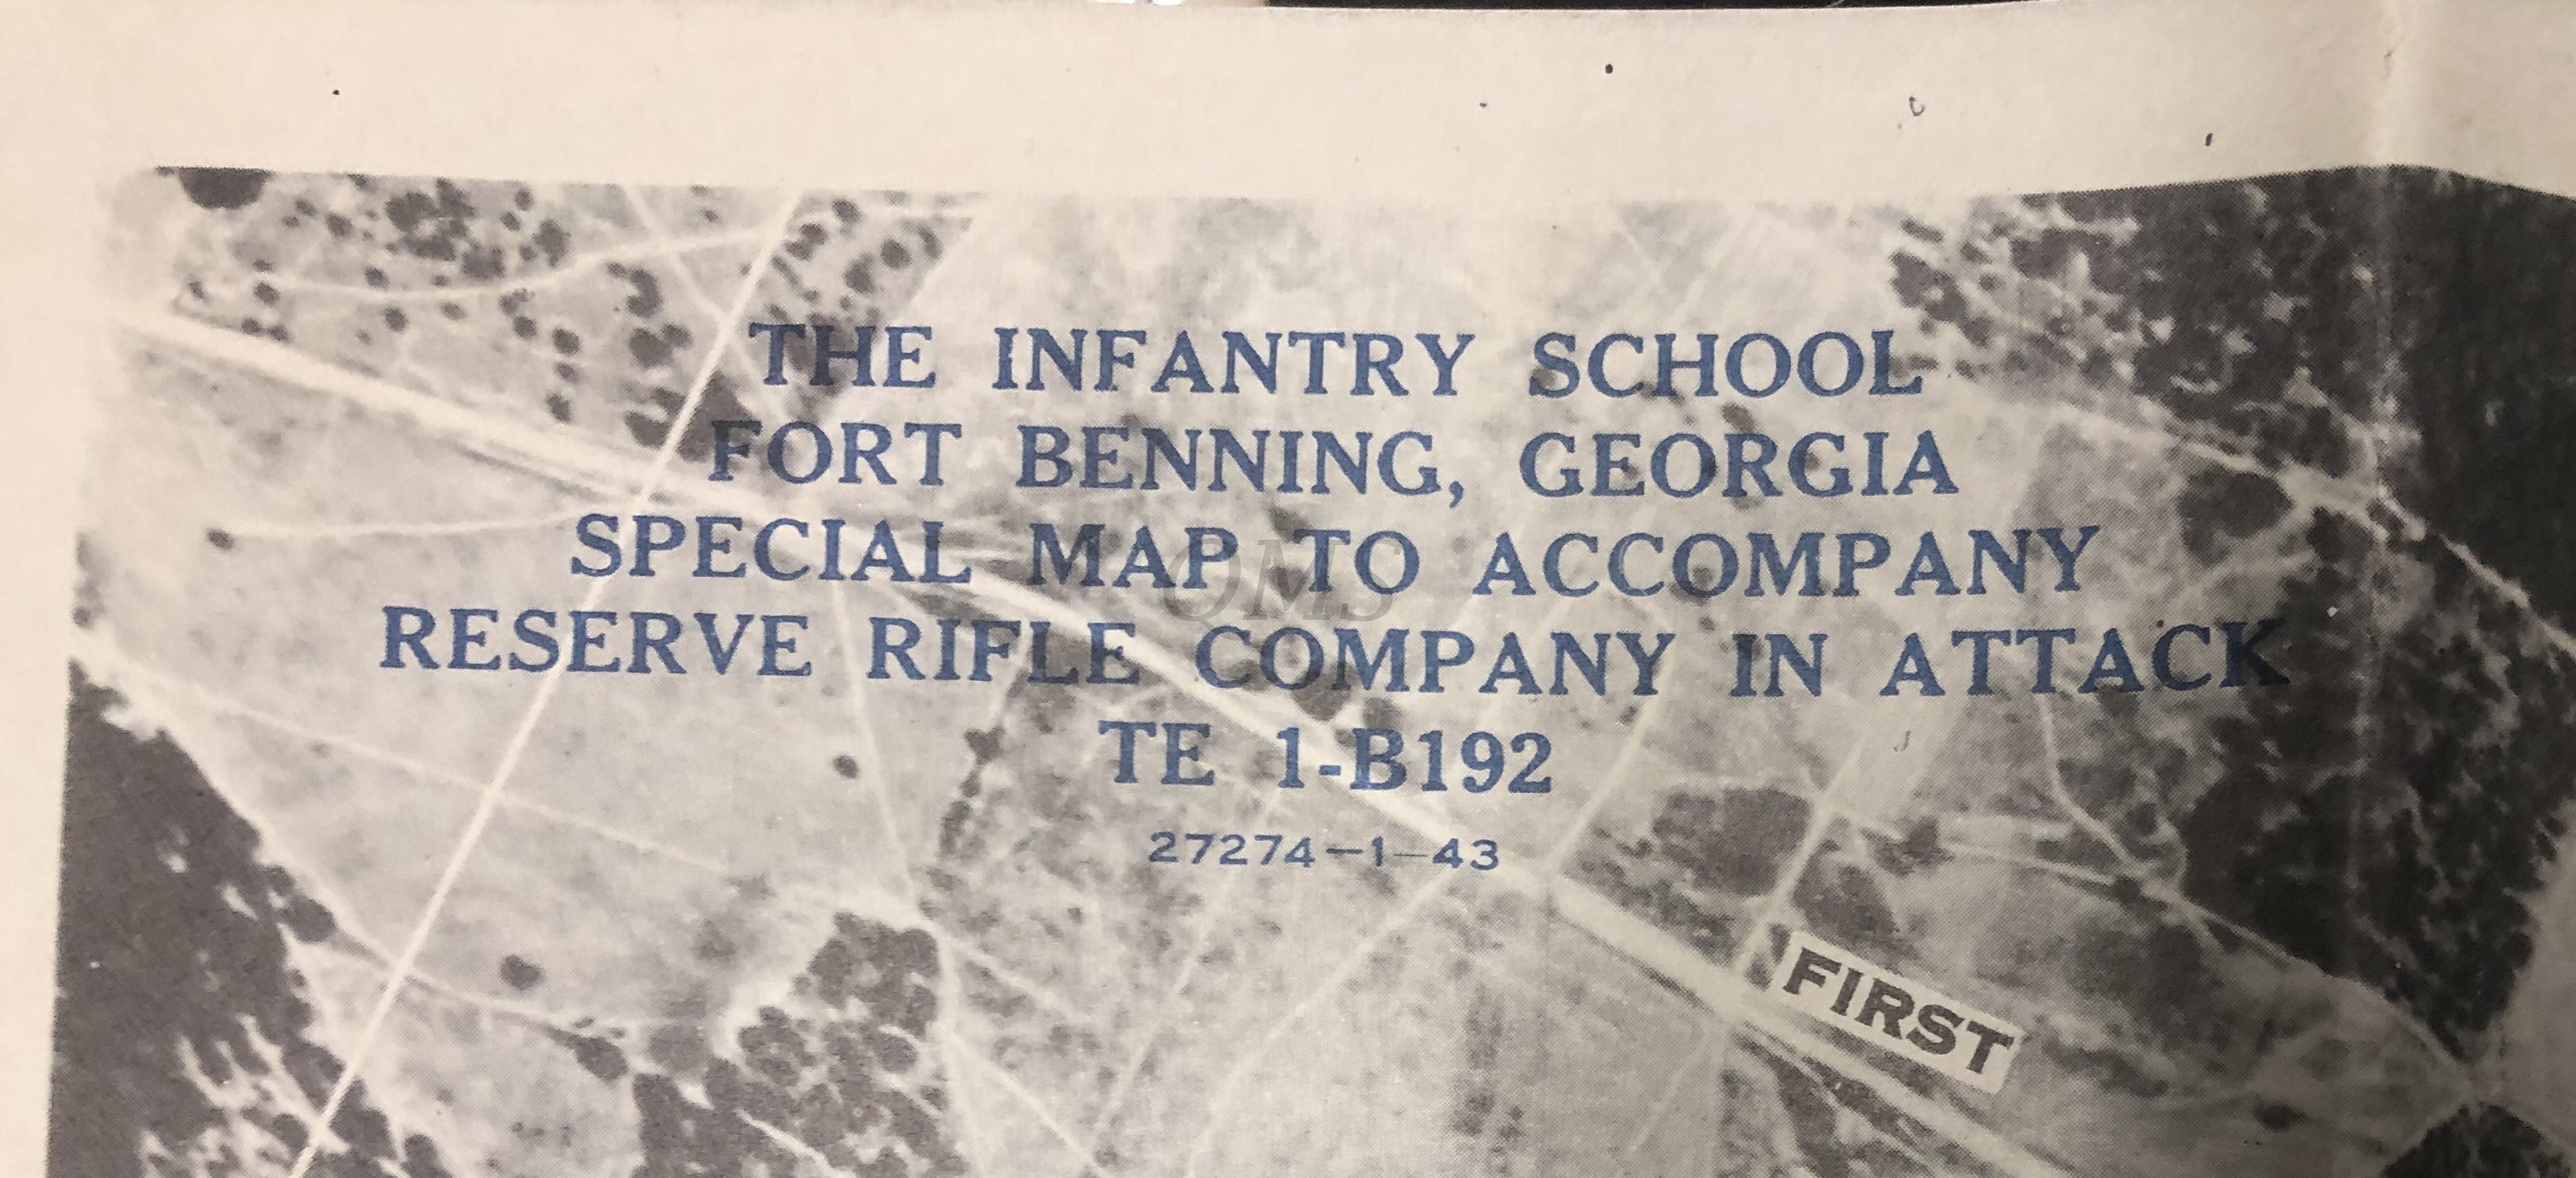 THE INFANTRY SCHOOL
FORT BENNING, GEORGIA
SPECIAL MAP TO ACCOMPANY
QMS
RESERVE RIFLE COMPANY IN ATTACK
TE 1-B192
27274-1-43
FIRST